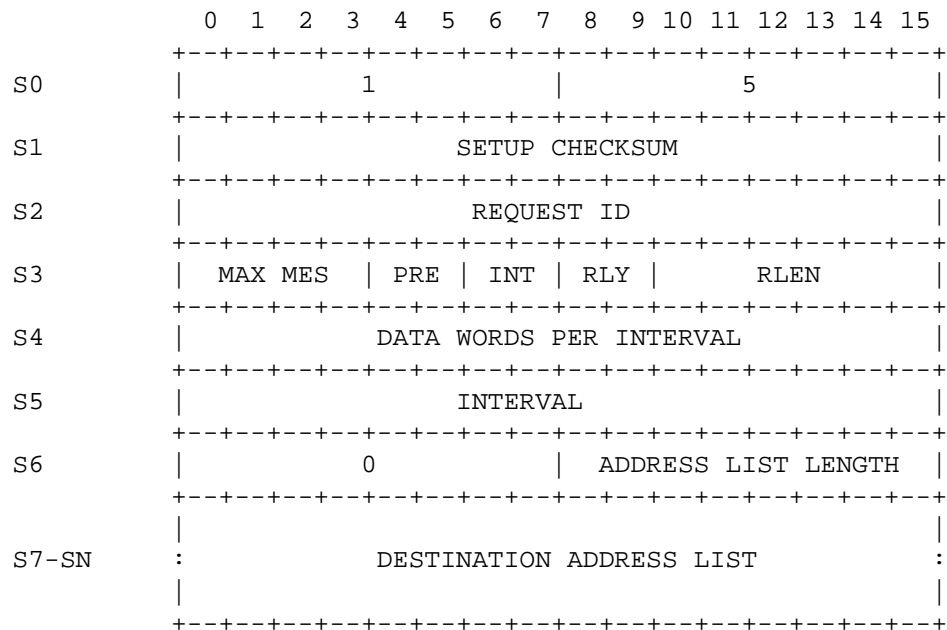 0  1  2  3  4  5  6  7  8  9 10 11 12 13 14 15
               +--+--+--+--+--+--+--+--+--+--+--+--+--+--+--+--+
S0             |           1           |           5           |
               +--+--+--+--+--+--+--+--+--+--+--+--+--+--+--+--+
S1             |                SETUP CHECKSUM                 |
               +--+--+--+--+--+--+--+--+--+--+--+--+--+--+--+--+
S2             |                  REQUEST ID                   |
               +--+--+--+--+--+--+--+--+--+--+--+--+--+--+--+--+
S3             |  MAX MES  | PRE | INT | RLY |      RLEN       |
               +--+--+--+--+--+--+--+--+--+--+--+--+--+--+--+--+
S4             |            DATA WORDS PER INTERVAL            |
               +--+--+--+--+--+--+--+--+--+--+--+--+--+--+--+--+
S5             |                 INTERVAL                      |
               +--+--+--+--+--+--+--+--+--+--+--+--+--+--+--+--+
S6             |           0           |  ADDRESS LIST LENGTH  |
               +--+--+--+--+--+--+--+--+--+--+--+--+--+--+--+--+
               |                                               |
S7-SN          :            DESTINATION ADDRESS LIST           :
               |                                               |
               +--+--+--+--+--+--+--+--+--+--+--+--+--+--+--+--+